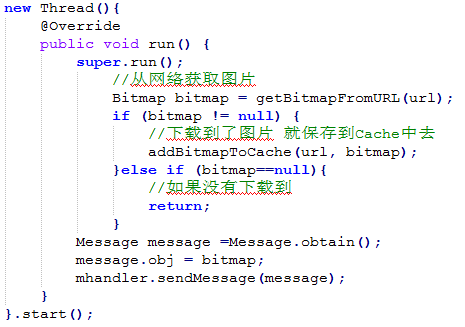 new Thread(){
    @Override
    public void run() {
        super.run();
            //从网络获取图片
            Bitmap bitmap = getBitmapFromURL(url);
            if (bitmap != null) {
                //下载到了图片 就保存到Cache中去
                addBitmapToCache(url, bitmap);
            }else if (bitmap==null){
                //如果没有下载到
                return;
            }
        Message message =Message.obtain();
        message.obj = bitmap;
        mhandler.sendMessage(message);
    }
}.start();